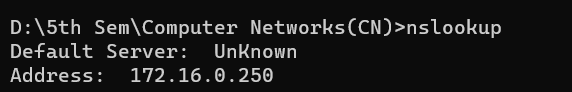 D:\5th Sem\Computer Networks(CN)>nslookup
Default Server:  UnKnown
Address:  172.16.0.250